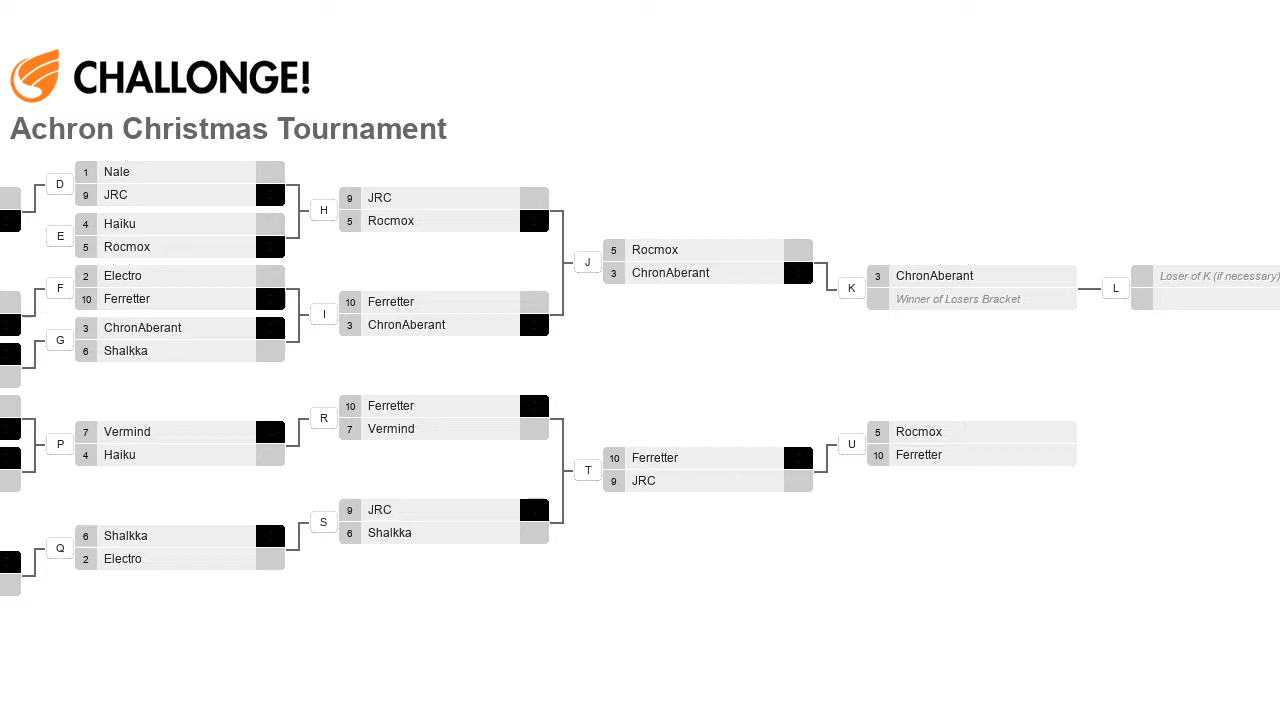 CHALLONGE!
Achron Christmas Tournament
D
1 Nale
9 JRC
E
4 Haiku
5 Rocmox
F
2 Electro
10 Ferretter
G
3 ChronAberant
6 Shalkka
H
9 JRC
5 Rocmox
I
10 Ferretter
3 ChronAberant
J
5 Rocmox
3 ChronAberant
K
3 ChronAberant
Winner of Losers Bracket
L
Loser of K (if necessary)
P
7 Vermind
4 Haiku
Q
6 Shalkka
2 Electro
R
10 Ferretter
7 Vermind
S
9 JRC
6 Shalkka
T
10 Ferretter
9 JRC
U
5 Rocmox
10 Ferretter